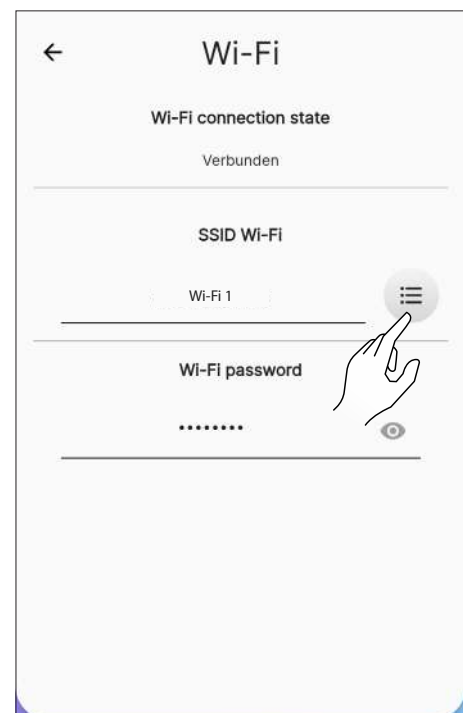 Wi-Fi
Wi-Fi connection state
Verbunden
SSID Wi-Fi
Wi-Fi 1
Wi-Fi password
••••••••